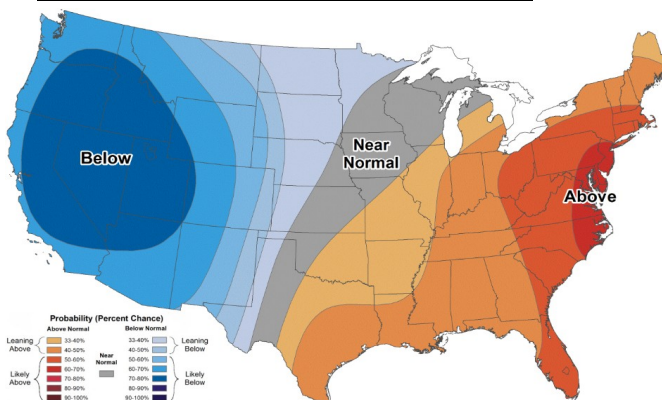 Below
Near
Normal
Above
Probability (Percent Chance)
Above Normal
Below Normal
Leaning
Above
33-40%
40-50%
Likely
Above
50-60%
60-70%
70-80%
80-90%
90-100%
Near
Normal
33-40%
40-50%
50-60%
60-70%
70-80%
80-90%
90-100%
Leaning
Below
Likely
Below